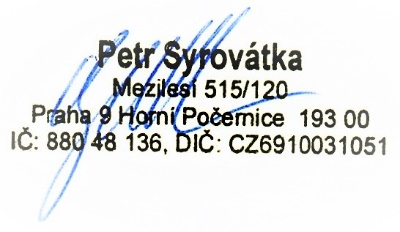 Petr Syrovátka
Mezilesí 515/120
Praha 9 Horní Počernice 193 00
IČ: 880 48 136, DIČ: CZ6910031051